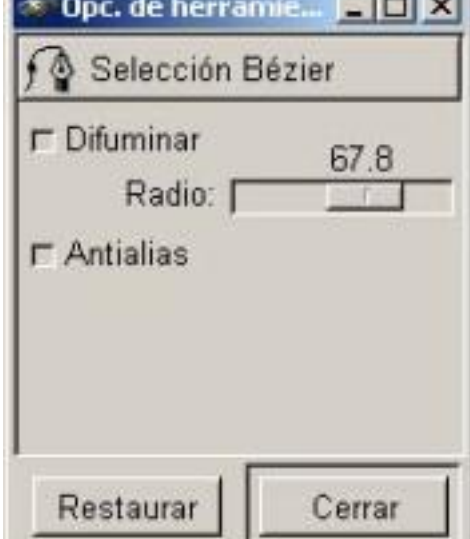 Opc. de herramie...
Selección Bézier
Difuminar
67.8
Radio:
Antialias
Restaurar
Cerrar